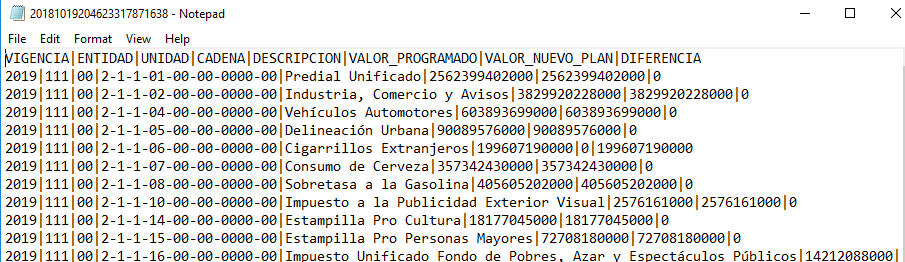 20181019204623317871638 - Notepad
File Edit Format View Help
VIGENCIA|ENTIDAD|UNIDAD|CADENA|DESCRIPCION|VALOR_PROGRAMADO|VALOR_NUEVO_PLAN|DIFERENCIA
2019|111|00|2-1-1-01-00-00-0000-00|Predial Unificado|2562399402000|2562399402000|0
2019|111|00|2-1-1-02-00-00-0000-00|Industria, Comercio y Avisos|3829920228000|3829920228000|0
2019|111|00|2-1-1-04-00-00-0000-00|Vehículos Automotores|603893699000|603893699000|0
2019|111|00|2-1-1-05-00-00-0000-00|Delineación Urbana|90089576000|90089576000|0
2019|111|00|2-1-1-06-00-00-0000-00|Cigarrillos Extranjeros|199607190000|0|199607190000
2019|111|00|2-1-1-07-00-00-0000-00|Consumo de Cerveza|357342430000|357342430000|0
2019|111|00|2-1-1-08-00-00-0000-00|Sobretasa a la Gasolina|405605202000|405605202000|0
2019|111|00|2-1-1-10-00-00-0000-00|Impuesto a la Publicidad Exterior Visual|2576161000|2576161000|0
2019|111|00|2-1-1-14-00-00-0000-00|Estampilla Pro Cultura|18177045000|18177045000|0
2019|111|00|2-1-1-15-00-00-0000-00|Estampilla Pro Personas Mayores|72708180000|72708180000|0
2019|111|00|2-1-1-16-00-00-0000-00|Impuesto Unificado Fondo de Pobres, Azar y Espectáculos Públicos|14212088000|